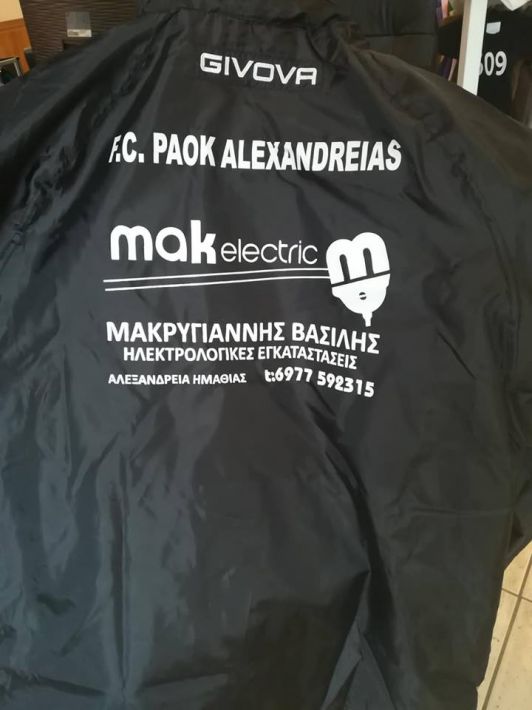 GIVOVA
F.C. PAOK ALEXANDREIAS
mak electric m
ΜΑΚΡΥΓΙΑΝΝΗΣ ΒΑΣΙΛΗΣ
ΗΛΕΚΤΡΟΛΟΓΙΚΕΣ ΕΓΚΑΤΑΣΤΑΣΕΙΣ
ΑΛΕΞΑΝΔΡΕΙΑ ΗΜΑΘΙΑΣ t:6977 592315